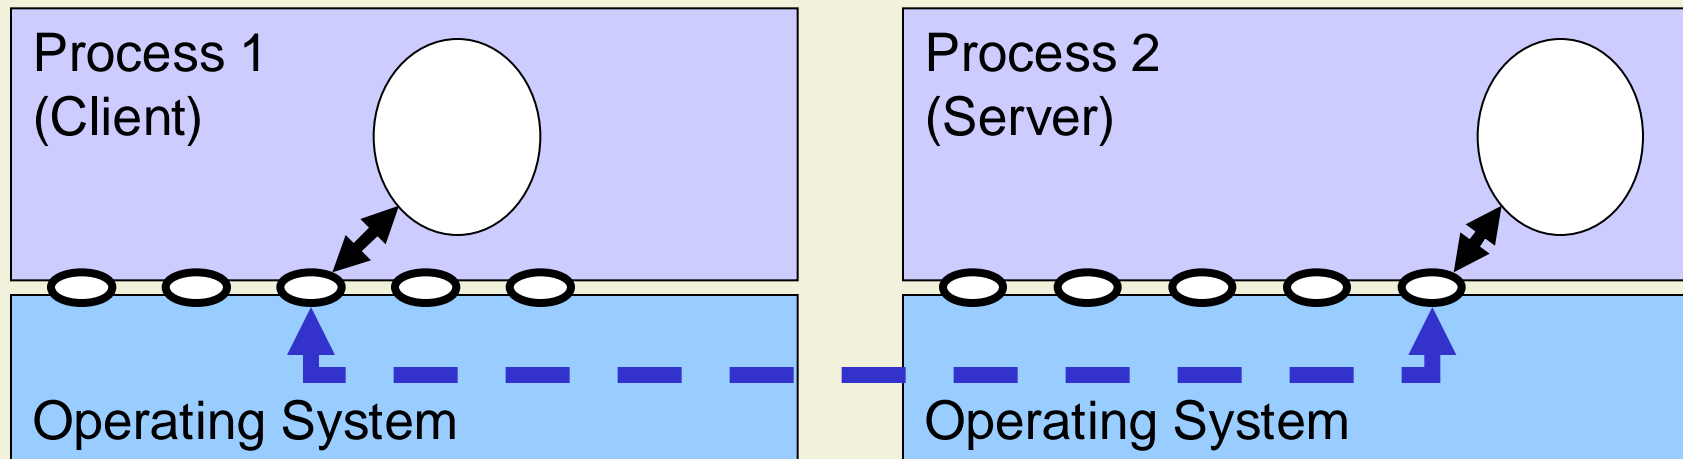 Process 1
(Client)
Process 2
(Server)
Operating System
Operating System